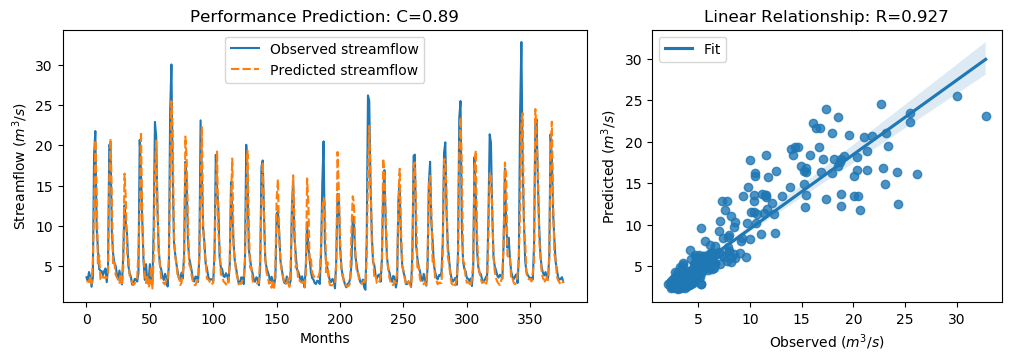 Performance Prediction: C=0.89
Observed streamflow
Predicted streamflow
Streamflow (m³/s)
30
25
20
15
10
5
0
50
100
150
200
250
300
350
Months
Linear Relationship: R=0.927
Fit
Predicted (m³/s)
30
25
20
15
10
5
5
10
15
20
25
30
Observed (m³/s)